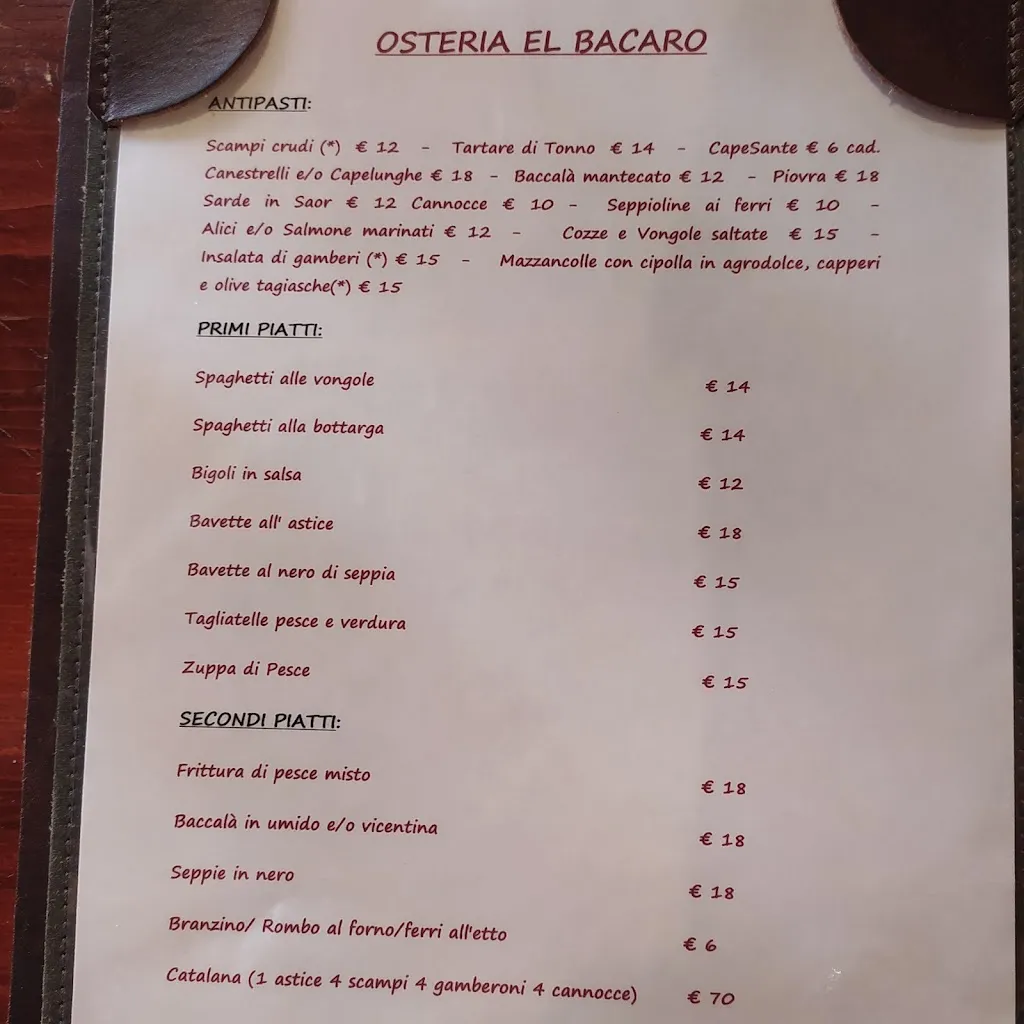 OSTERIA EL BACARO
ANTIPASTI:
Scampi crudi (*) € 12 - Tartare di Tonno € 14 - CapeSante € 6 cad.
Canestrelli e/o Capelunghe € 18 - Baccalà mantecato € 12 - Piovra € 18
Sarde in Saor € 12 Cannocce € 10 - Seppioline ai ferri € 10 -
Alici e/o Salmone marinati € 12 - Cozze e Vongole saltate € 15 -
Insalata di gamberi (*) € 15 - Mazzancolle con cipolla in agrodolce, capperi
e olive tagiasche(*) € 15
PRIMI PIATTI:
Spaghetti alle vongole € 14
Spaghetti alla bottarga € 14
Bigoli in salsa € 12
Bavette all' astice € 18
Bavette al nero di seppia € 15
Tagliatelle pesce e verdura € 15
Zuppa di Pesce € 15
SECONDI PIATTI:
Frittura di pesce misto € 18
Baccalà in umido e/o vicentina € 18
Seppie in nero € 18
Branzino/ Rombo al forno/ferri all'etto € 6
Catalana (1 astice 4 scampi 4 gamberoni 4 cannocce) € 70